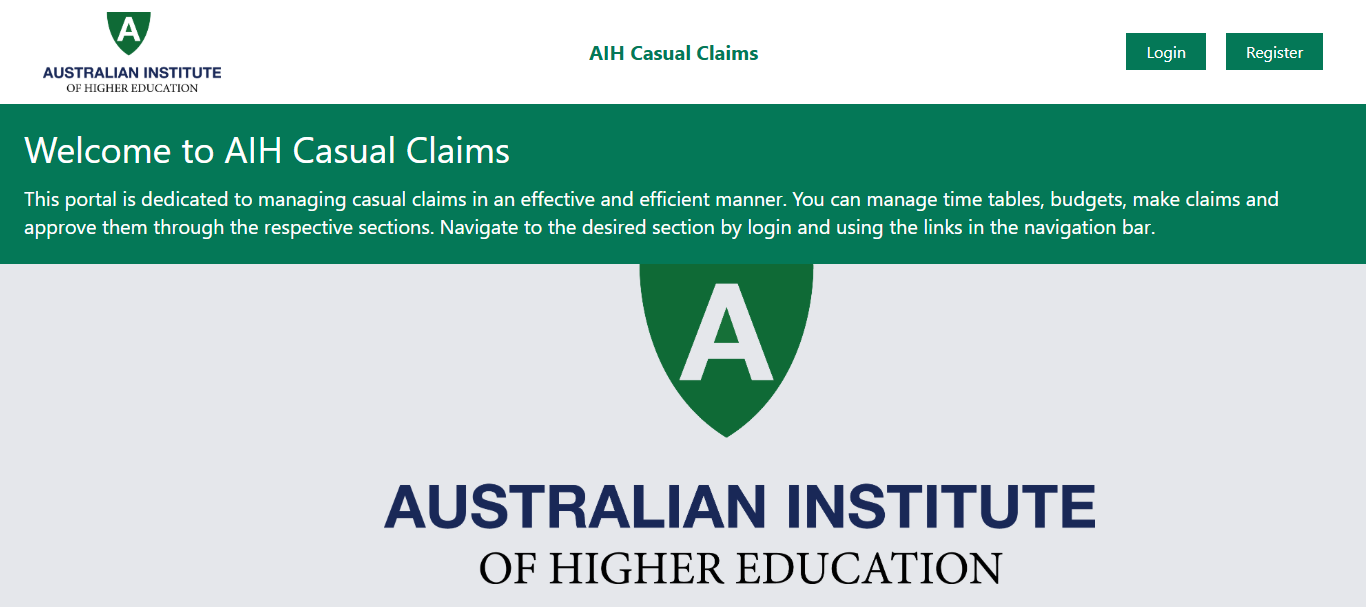 A
AUSTRALIAN INSTITUTE
OF HIGHER EDUCATION
AIH Casual Claims
Login
Register
Welcome to AIH Casual Claims
This portal is dedicated to managing casual claims in an effective and efficient manner. You can manage time tables, budgets, make claims and
approve them through the respective sections. Navigate to the desired section by login and using the links in the navigation bar.
A
AUSTRALIAN INSTITUTE
OF HIGHER EDUCATION